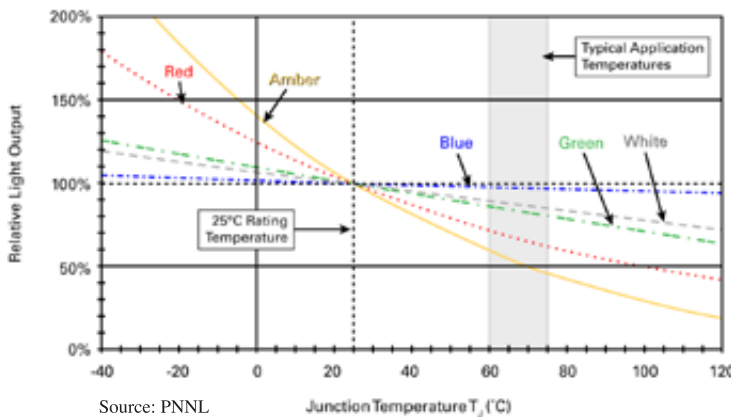 200%
150%
100%
50%
0%
Relative Light Output
Red
Amber
Blue
Green
White
Typical Application
Temperatures
25°C Rating
Temperature
-40
-20
0
20
40
60
80
100
120
Junction Temperature TJ (°C)
Source: PNNL